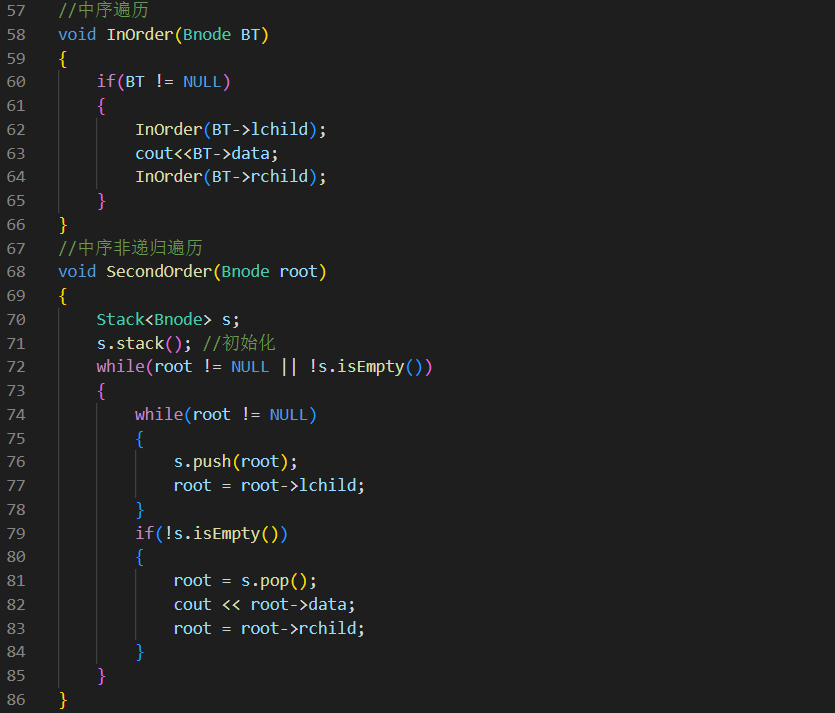 57 //中序遍历
58 void InOrder(Bnode BT)
59 {
60     if(BT != NULL)
61     {
62         InOrder(BT->lchild);
63         cout<<BT->data;
64         InOrder(BT->rchild);
65     }
66 }
67 //中序非递归遍历
68 void SecondOrder(Bnode root)
69 {
70     Stack<Bnode> s;
71     s.stack(); //初始化
72     while(root != NULL || !s.isEmpty())
73     {
74         while(root != NULL)
75         {
76             s.push(root);
77             root = root->lchild;
78         }
79         if(!s.isEmpty())
80         {
81             root = s.pop();
82             cout << root->data;
83             root = root->rchild;
84         }
85     }
86 }